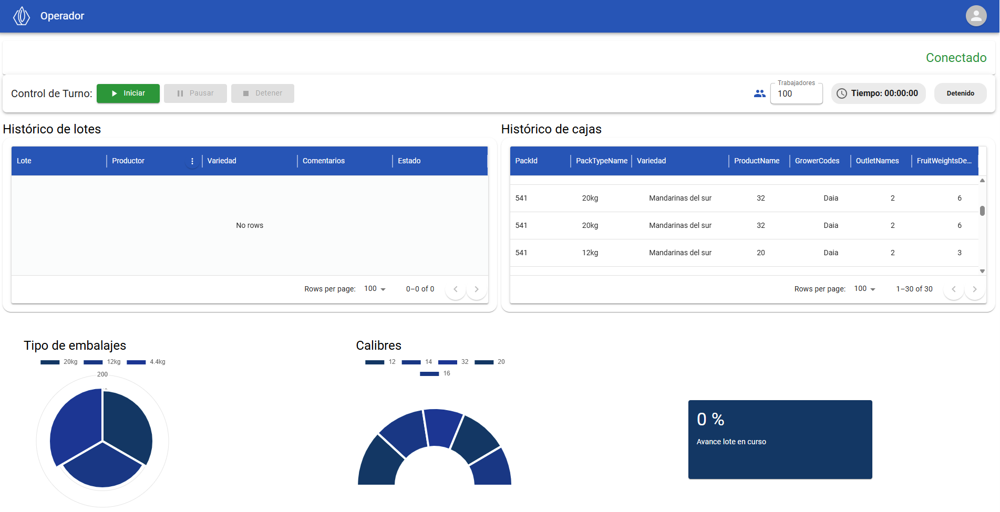 Operador
Conectado
Control de Turno: Iniciar Pausar Detener
Trabajadores
100
Tiempo: 00:00:00
Detenido
Histórico de lotes
Lote Productor Variedad Comentarios Estado
No rows
Rows per page: 100 0–0 of 0
Histórico de cajas
PackId PackTypeName Variedad ProductName GrowerCodes OutletNames FruitWeightsDe...
541 20kg Mandarinas del sur 32 Daia 2 6
541 20kg Mandarinas del sur 32 Daia 2 6
541 12kg Mandarinas del sur 20 Daia 2 3
Rows per page: 100 1–30 of 30
Tipo de embalajes
20kg 12kg 4.4kg
200
Calibres
12 14 32 20
16
0 %
Avance lote en curso